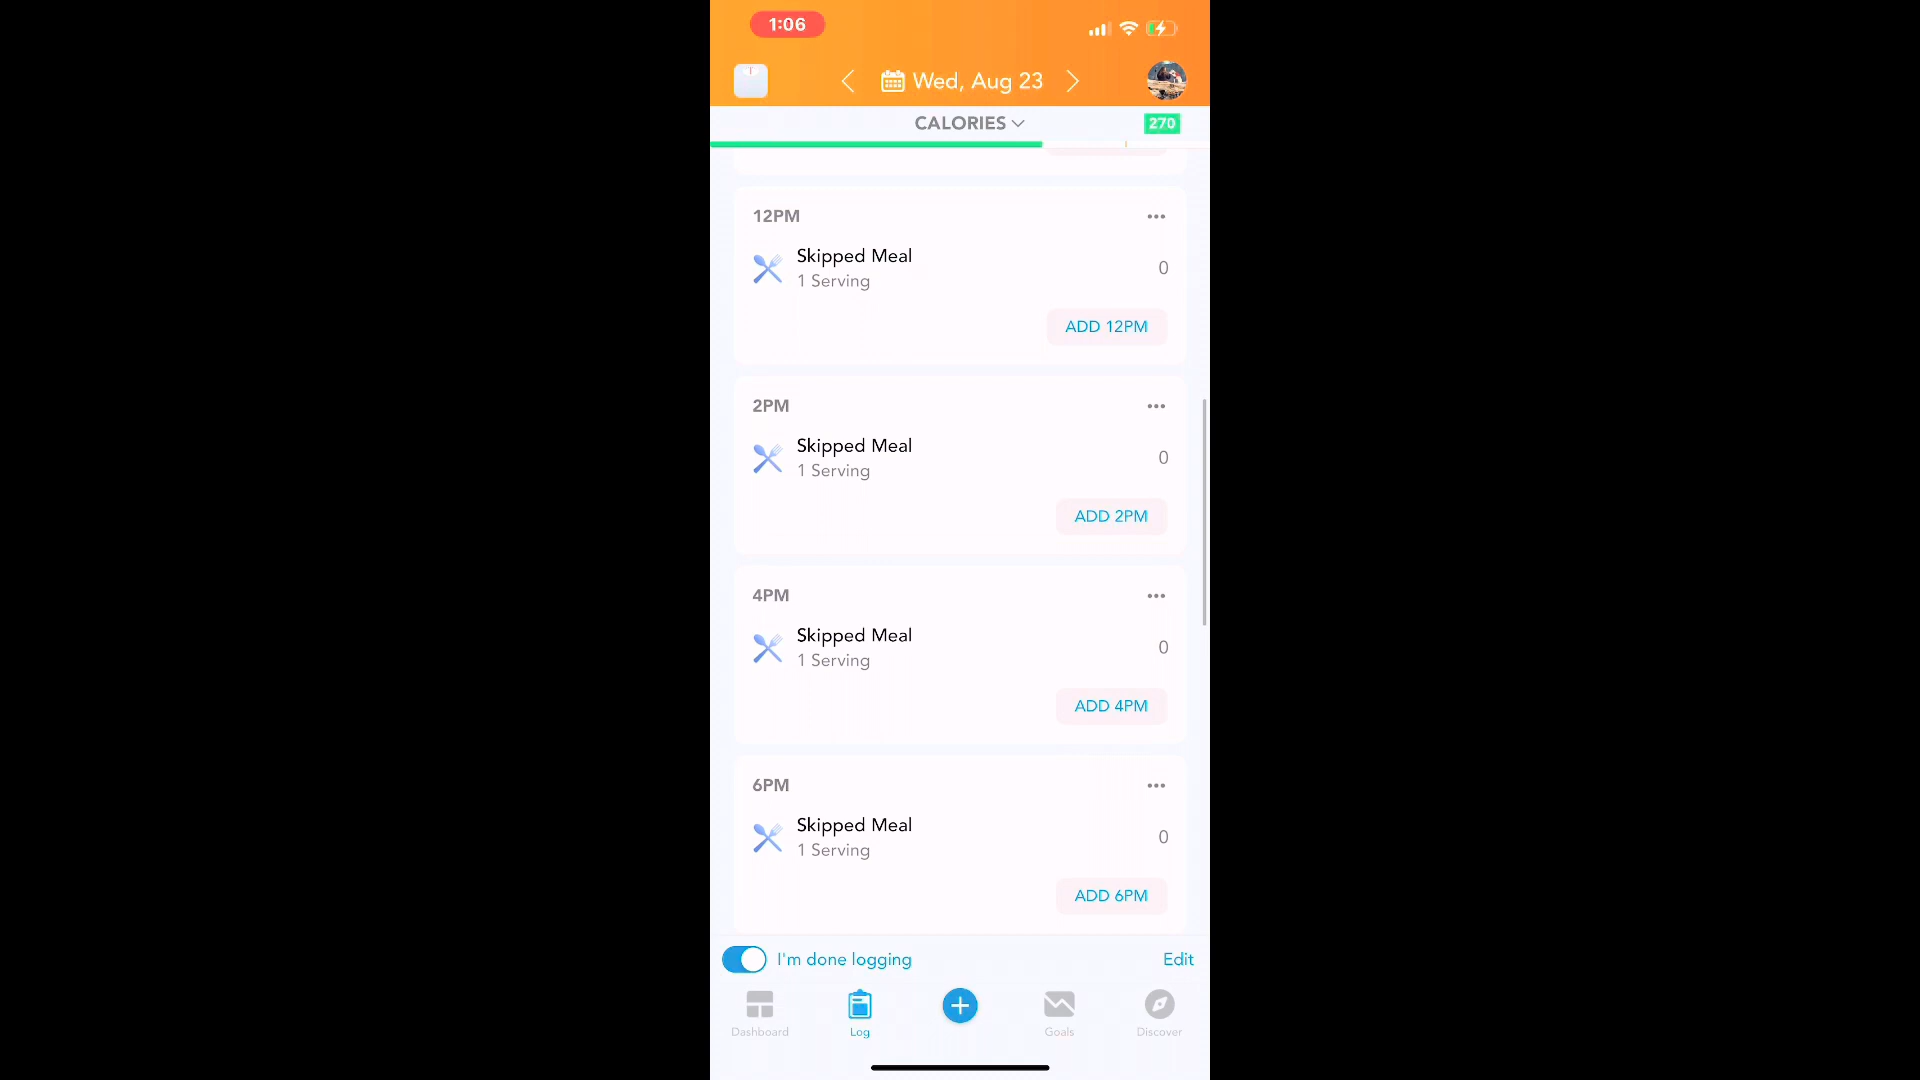 1:06
Wed, Aug 23
CALORIES
270
12PM
Skipped Meal
1 Serving
0
ADD 12PM
2PM
Skipped Meal
1 Serving
0
ADD 2PM
4PM
Skipped Meal
1 Serving
0
ADD 4PM
6PM
Skipped Meal
1 Serving
0
ADD 6PM
I'm done logging
Edit
Dashboard
Log
Goals
Discover